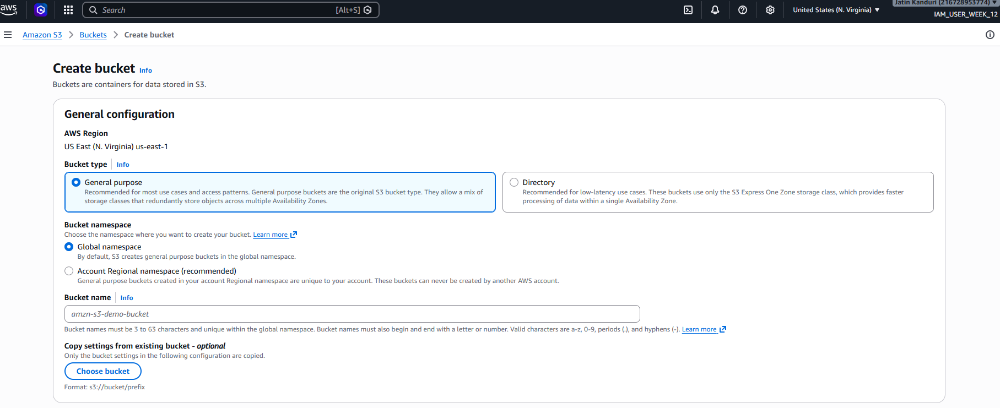 aws
Search
[Alt+S]
United States (N. Virginia) ▼
Jatin Kanduri (216728953774) ▼
IAM_USER_WEEK_12
Amazon S3 > Buckets > Create bucket
Create bucket Info
Buckets are containers for data stored in S3.
General configuration
AWS Region
US East (N. Virginia) us-east-1
Bucket type Info
General purpose
Recommended for most use cases and access patterns. General purpose buckets are the original S3 bucket type. They allow a mix of
storage classes that redundantly store objects across multiple Availability Zones.
Directory
Recommended for low-latency use cases. These buckets use only the S3 Express One Zone storage class, which provides faster
processing of data within a single Availability Zone.
Bucket namespace
Choose the namespace where you want to create your bucket. Learn more
Global namespace
By default, S3 creates general purpose buckets in the global namespace.
Account Regional namespace (recommended)
General purpose buckets created in your account Regional namespace are unique to your account. These buckets can never be created by another AWS account.
Bucket name Info
amzn-s3-demo-bucket
Bucket names must be 3 to 63 characters and unique within the global namespace. Bucket names must also begin and end with a letter or number. Valid characters are a-z, 0-9, periods (.), and hyphens (-). Learn more
Copy settings from existing bucket - optional
Only the bucket settings in the following configuration are copied.
Choose bucket
Format: s3://bucket/prefix